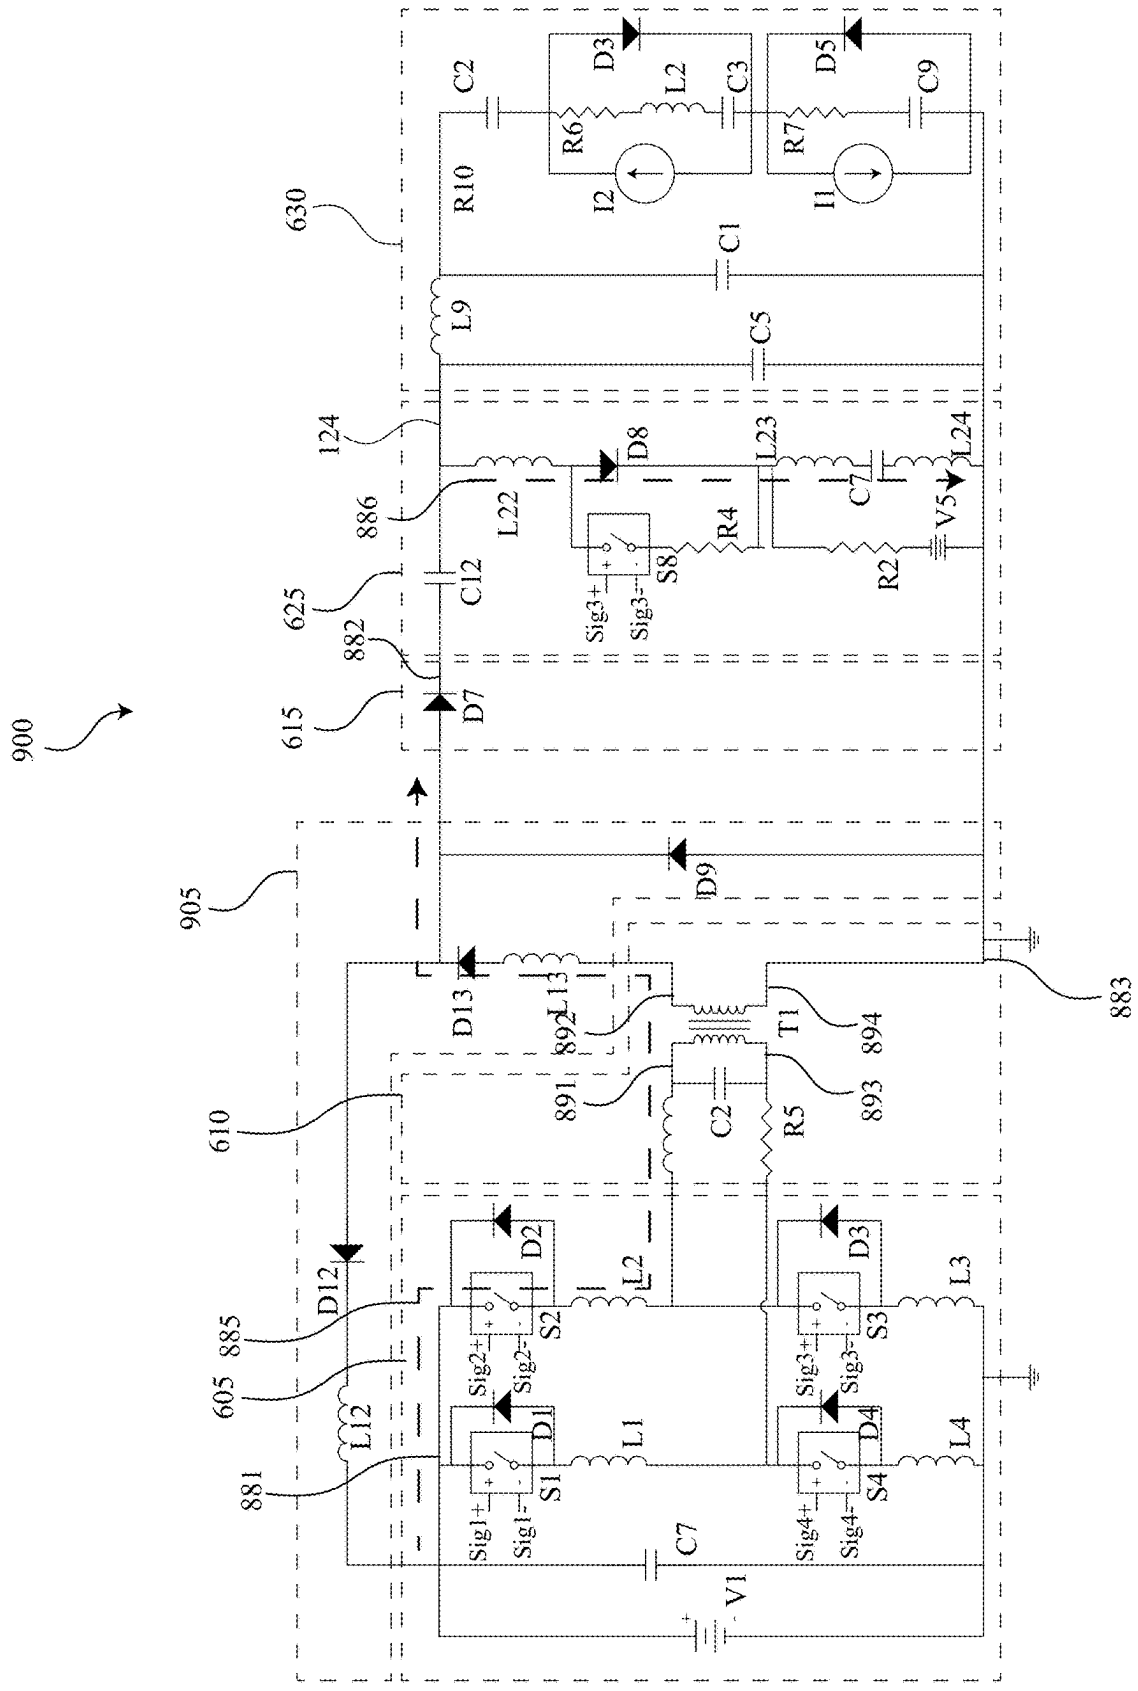 900
905
610
885
605
881
615
882
625
886
124
630
D12
L12
D13
L13
892
891
C2
R5
893
894
T1
883
D9
D7
C12
L22
D8
S8
Sig3+
Sig3-
+
-
R4
L23
C7
L24
R2
V5
L9
C5
C1
R10
C2
D3
R6
L2
C3
I2
D5
R7
C9
I1
D2
Sig2+
Sig2-
+
-
S2
L2
D1
Sig1+
Sig1-
+
-
S1
L1
D3
Sig3+
Sig3-
+
-
S3
L3
D4
Sig4+
Sig4-
+
-
S4
L4
C7
V1
+
-